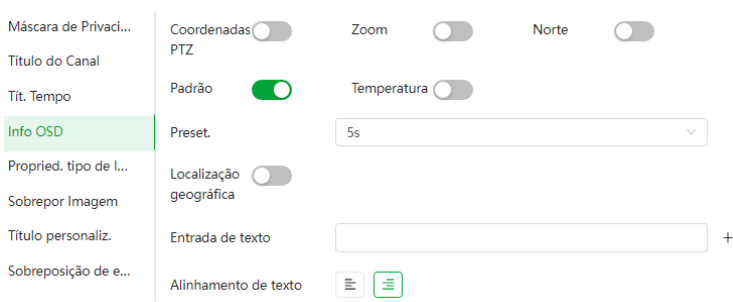 Máscara de Privaci...
Título do Canal
Tít. Tempo
Info OSD
Propried. tipo de l...
Sobrepor Imagem
Título personaliz.
Sobreposição de e...
Coordenadas PTZ
Zoom
Norte
Padrão
Temperatura
Preset.
5s
Localização
geográfica
Entrada de texto
+
Alinhamento de texto